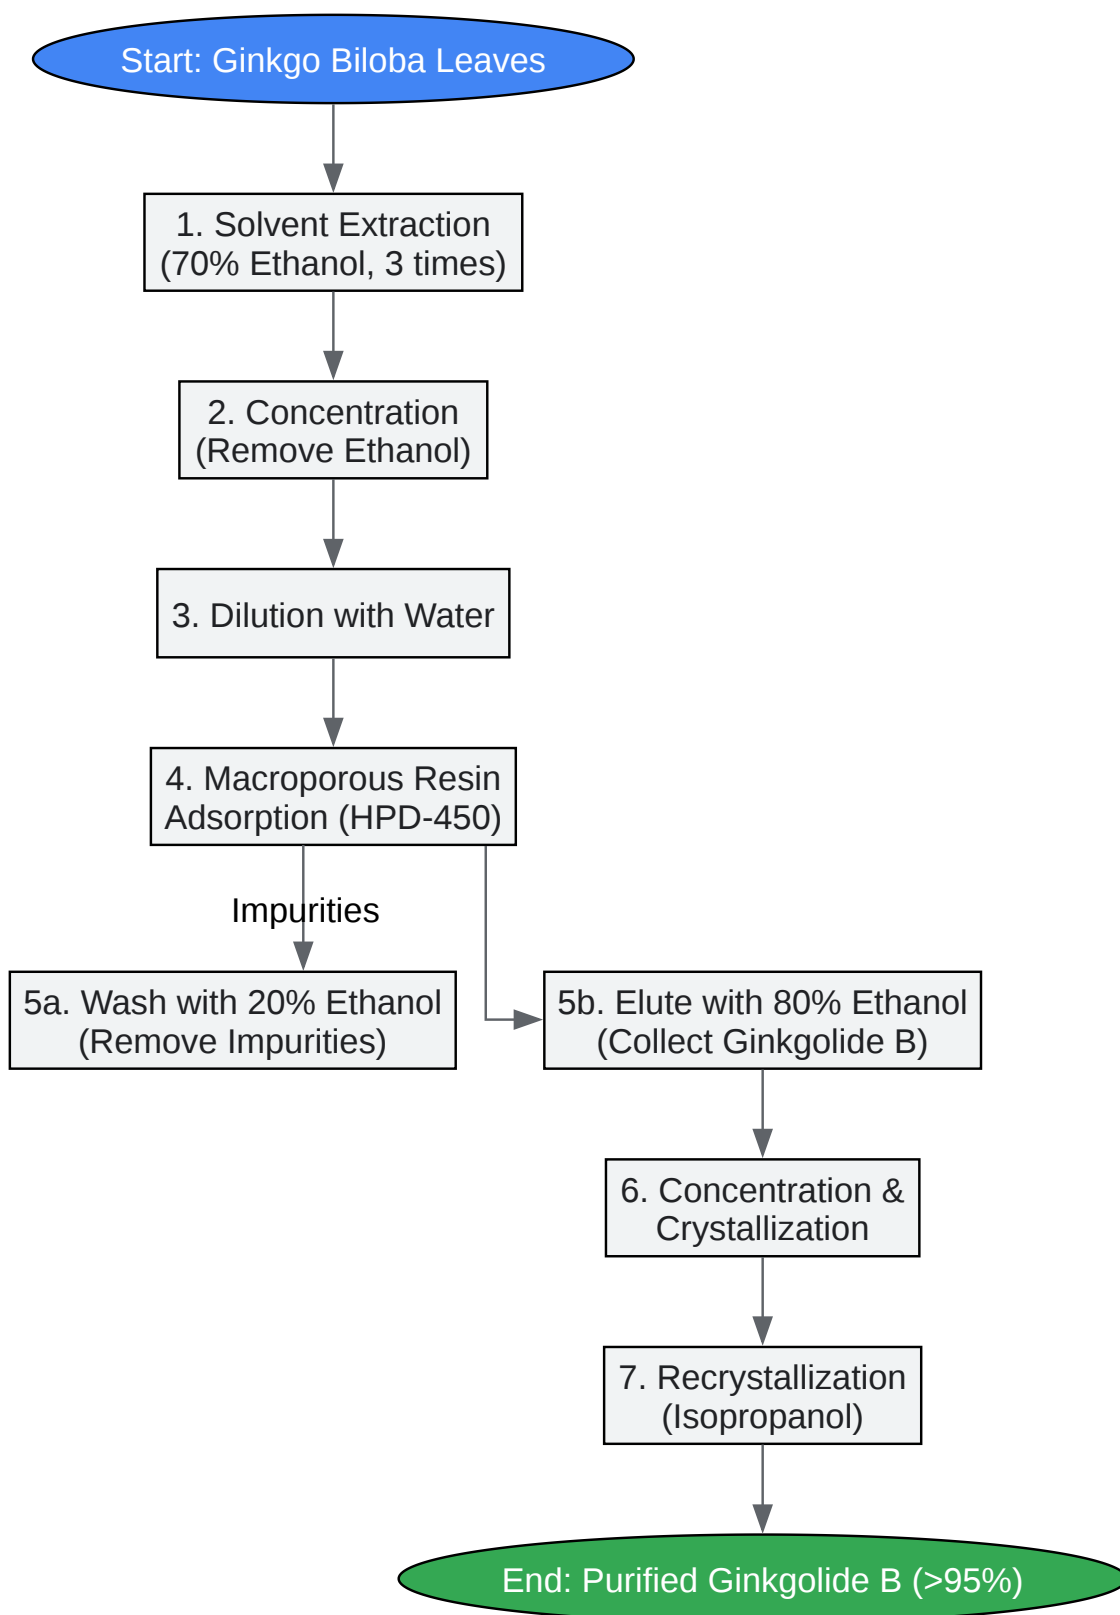 Start: Ginkgo Biloba Leaves
1. Solvent Extraction
(70% Ethanol, 3 times)
2. Concentration
(Remove Ethanol)
3. Dilution with Water
4. Macroporous Resin
Adsorption (HPD-450)
Impurities
5a. Wash with 20% Ethanol
(Remove Impurities)
5b. Elute with 80% Ethanol
(Collect Ginkgolide B)
6. Concentration &
Crystallization
7. Recrystallization
(Isopropanol)
End: Purified Ginkgolide B (>95%)